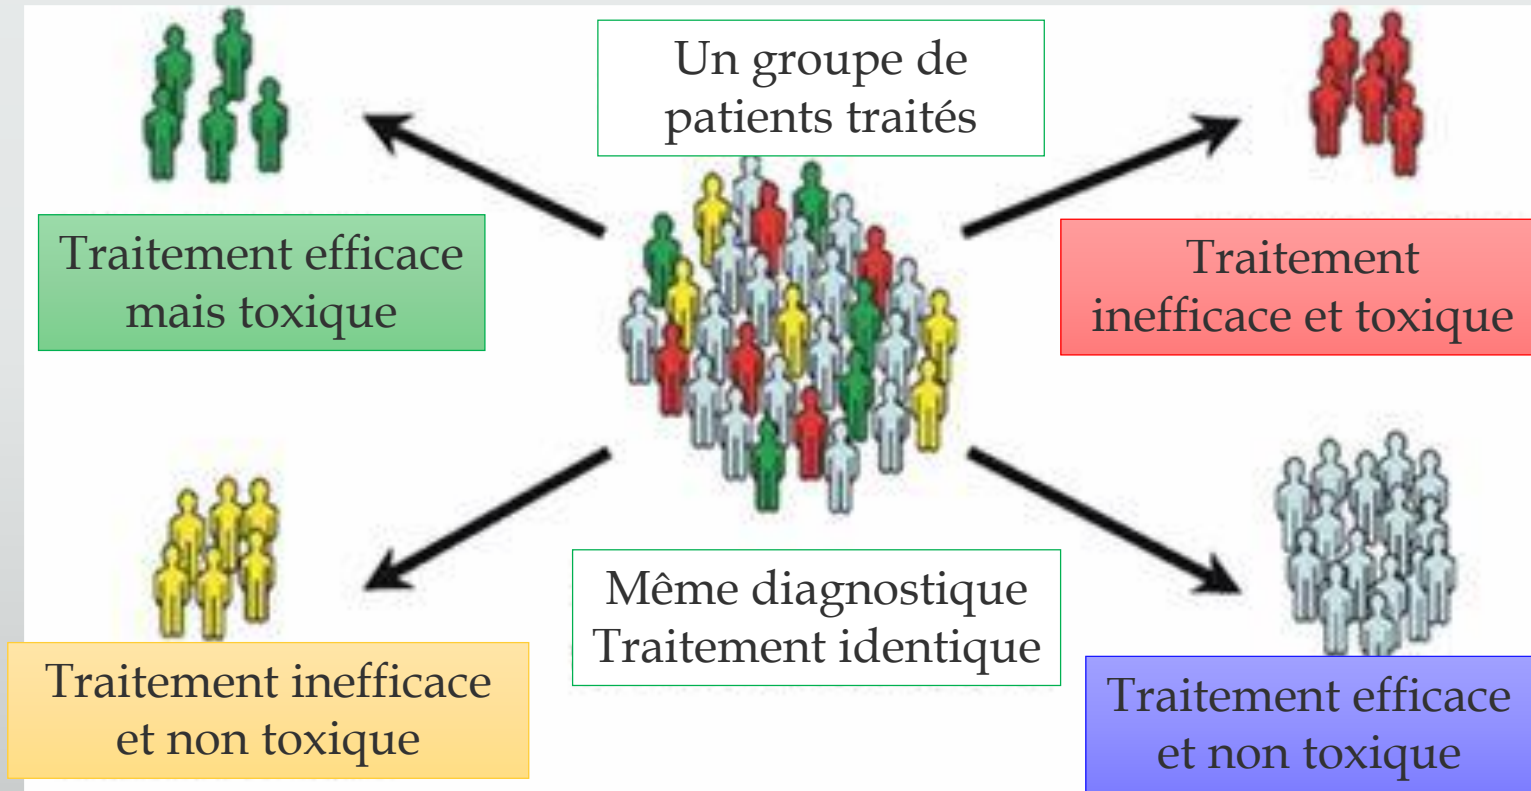 Un groupe de
patients traités
Traitement efficace
mais toxique
Traitement
inefficace et toxique
Même diagnostique
Traitement identique
Traitement inefficace
et non toxique
Traitement efficace
et non toxique